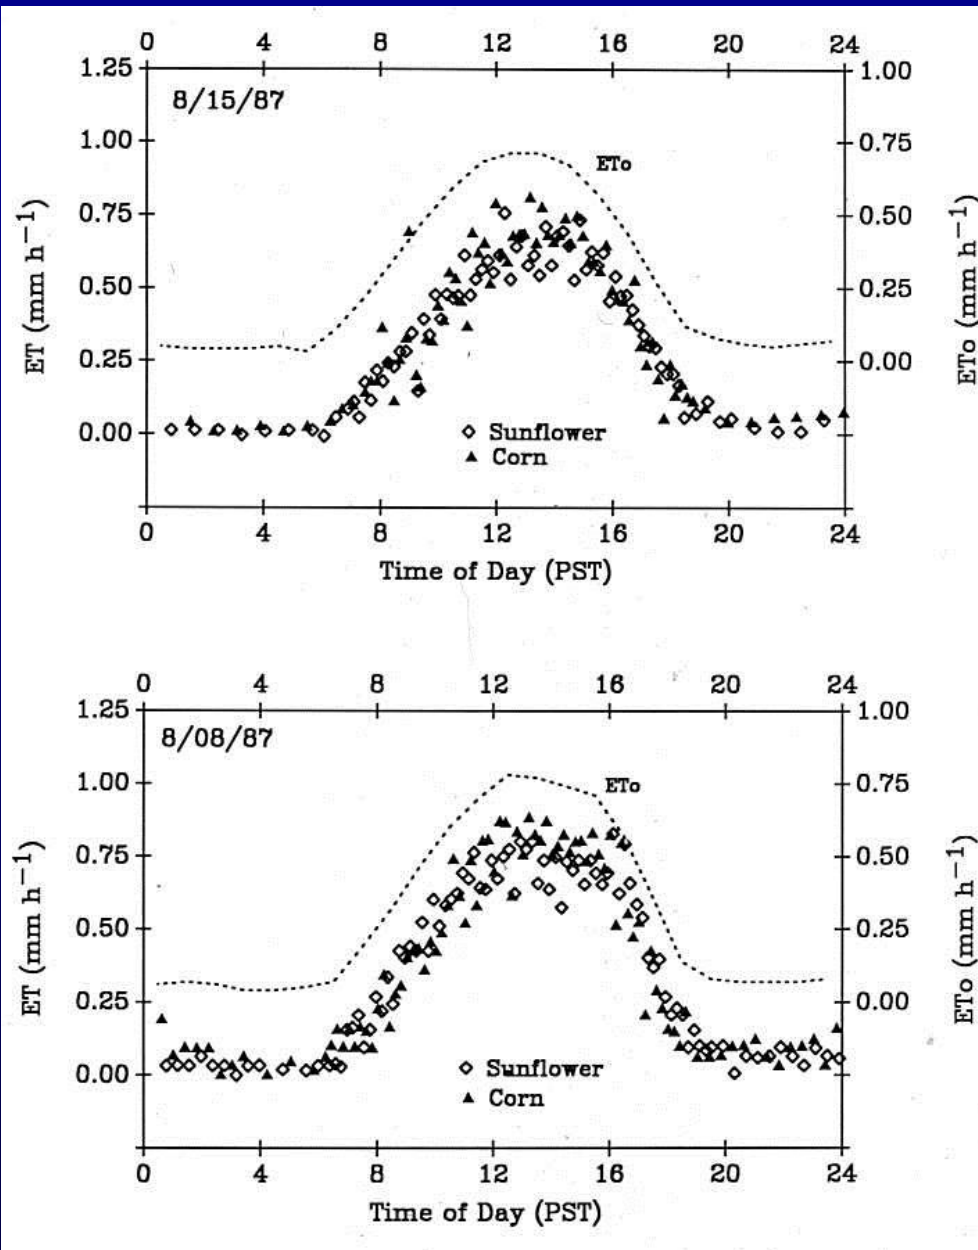 0 4 8 12 16 20 24
1.25 1.00
8/15/87
1.00 0.75
ETo
0.75 0.50
0.50 0.25
0.25 0.00
0.00
ET (mm h⁻¹)
ETo (mm h⁻¹)
Sunflower
Corn
0 4 8 12 16 20 24
Time of Day (PST)
0 4 8 12 16 20 24
1.25 1.00
8/08/87
1.00 0.75
ETo
0.75 0.50
0.50 0.25
0.25 0.00
0.00
ET (mm h⁻¹)
ETo (mm h⁻¹)
Sunflower
Corn
0 4 8 12 16 20 24
Time of Day (PST)